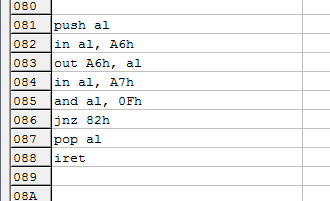 080
081 push al
082 in al, A6h
083 out A6h, al
084 in al, A7h
085 and al, 0Fh
086 jnz 82h
087 pop al
088 iret
089
08A